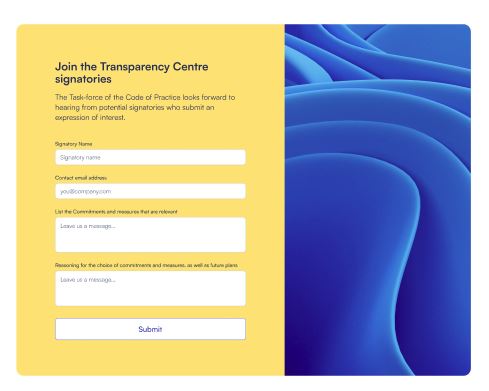 Join the Transparency Centre
signatories
The Task-force of the Code of Practice looks forward to
hearing from potential signatories who submit an
expression of interest.
Signatory Name
Signatory name
Contact email address
you@company.com
List the Commitments and measures that are relevant
Leave us a message...
Reasoning for the choice of commitments and measures, as well as future plans
Leave us a message...
Submit